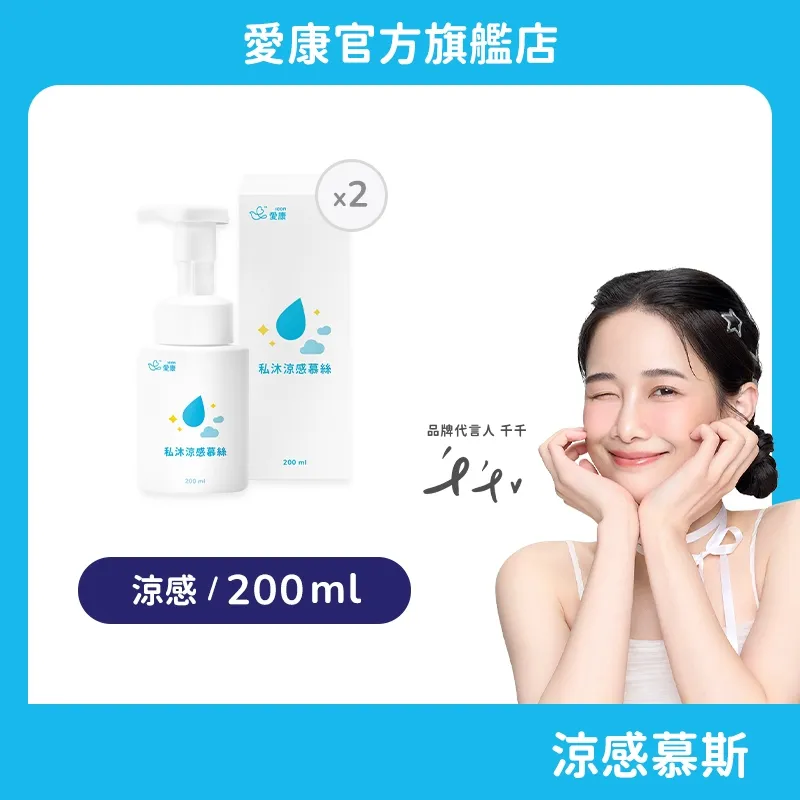 愛康官方旗艦店
x2
愛康
私沐涼感慕絲
200 ml
愛康
私沐涼感慕絲
200 ml
品牌代言人 千千
千千
涼感 / 200ml
涼感慕斯